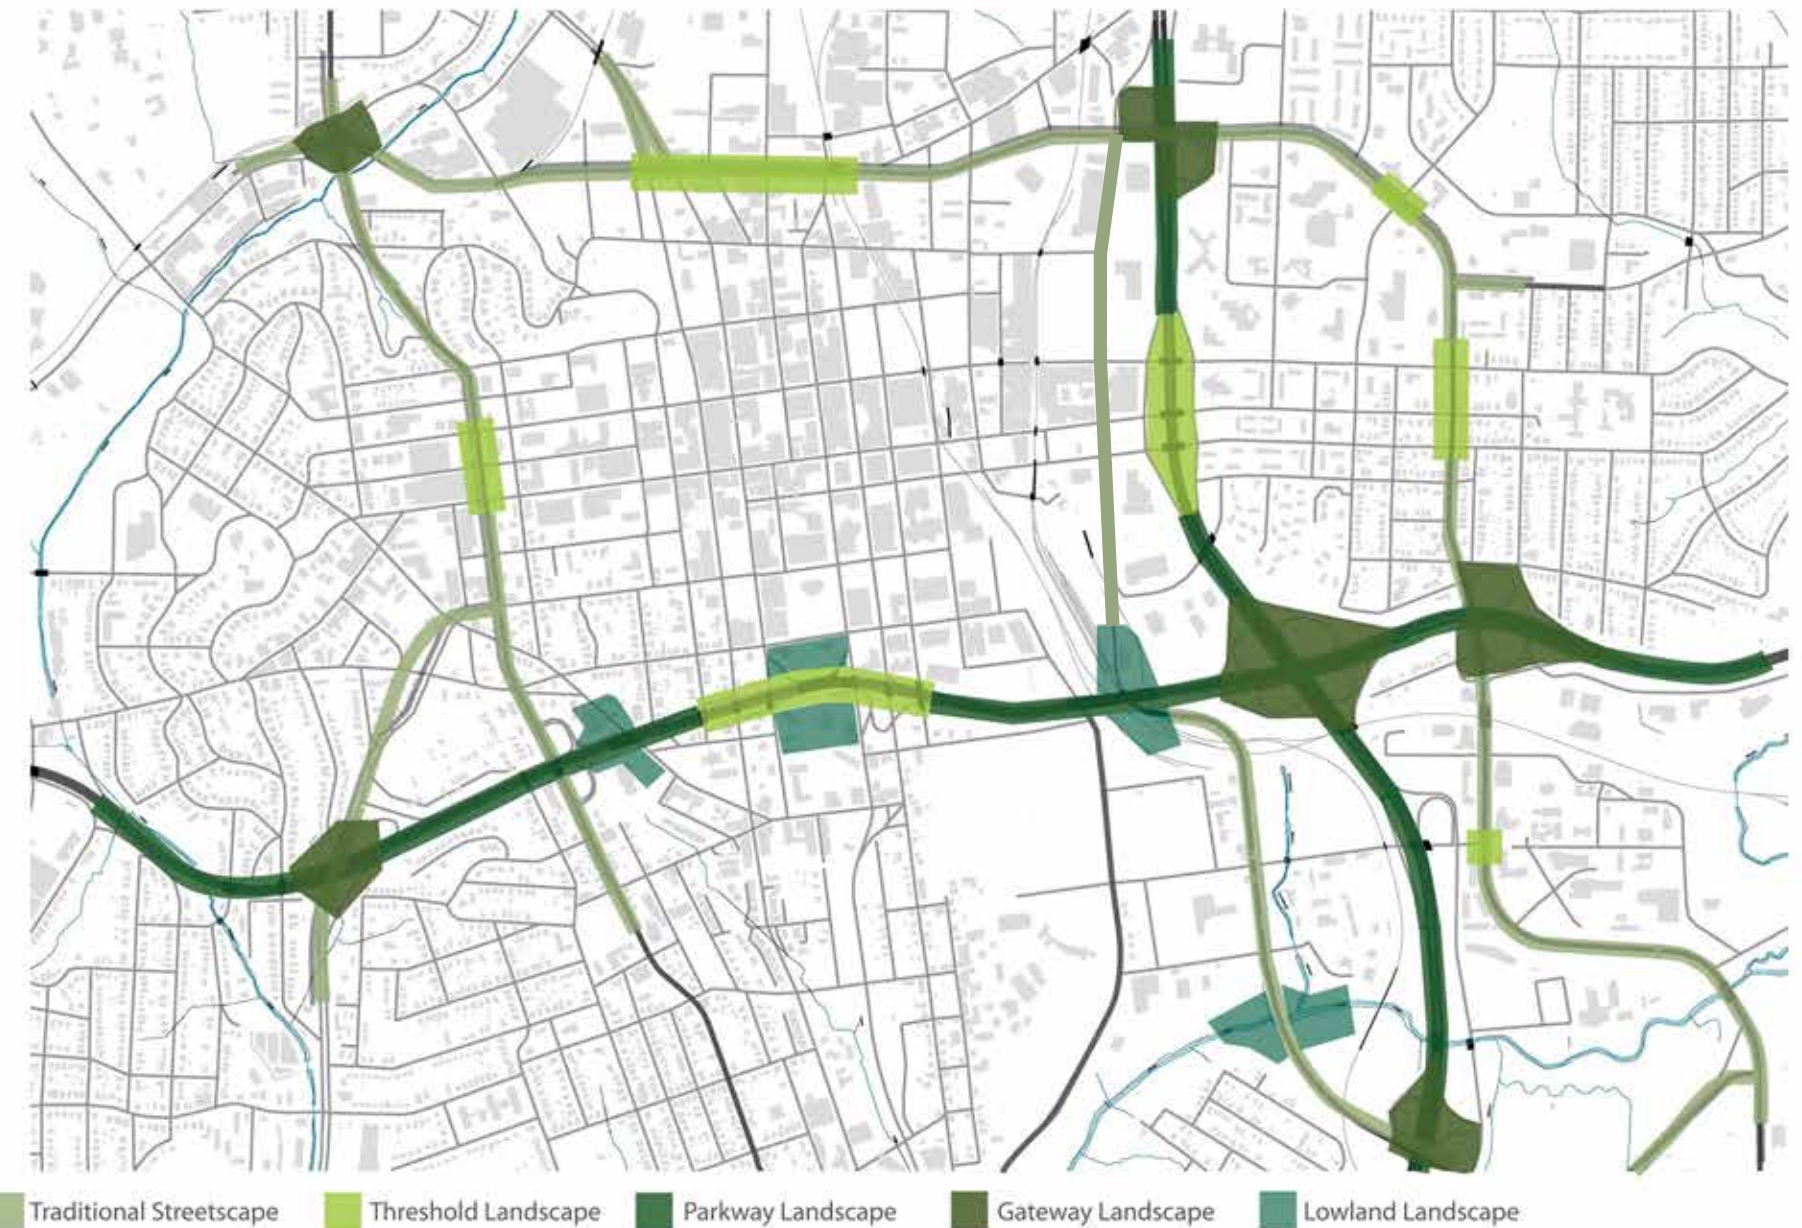 Traditional Streetscape
Threshold Landscape
Parkway Landscape
Gateway Landscape
Lowland Landscape